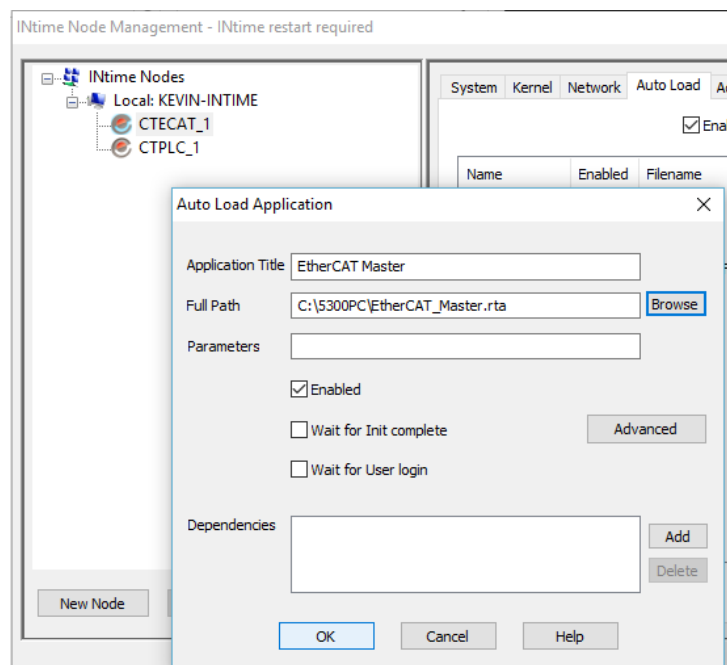 INtime Node Management - INtime restart required
INtime Nodes
Local: KEVIN-INTIME
CTECAT_1
CTPLC_1
System Kernel Network Auto Load
Name Enabled Filename
Auto Load Application
Application Title EtherCAT Master
Full Path C:\5300PC\EtherCAT_Master.rta Browse
Parameters
Enabled
Wait for Init complete
Advanced
Wait for User login
Dependencies
Add
Delete
New Node
OK Cancel Help